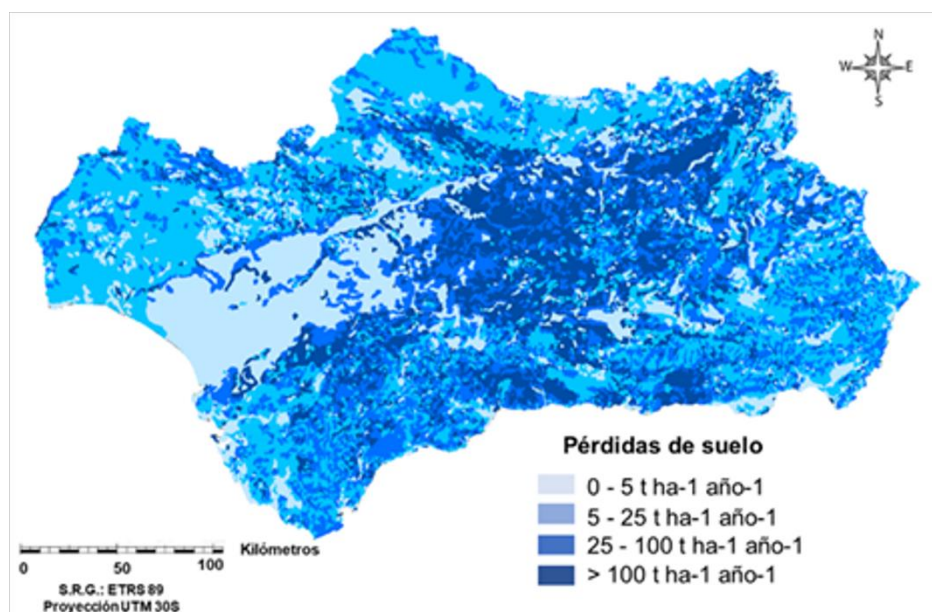 N
W E
S
Pérdidas de suelo
0 - 5 t ha-1 año-1
5 - 25 t ha-1 año-1
25 - 100 t ha-1 año-1
> 100 t ha-1 año-1
Kilómetros
0 50 100
S.R.G.: ETRS 89
Proyección UTM 30S